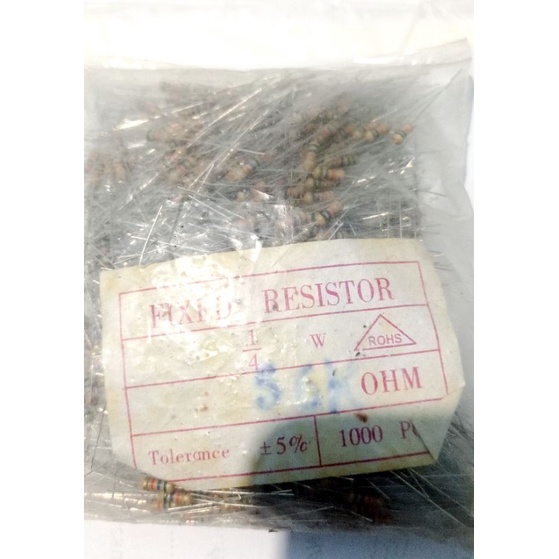 FIXED RESISTOR
1/4 W ROHS
OHM
Tolerance ±5% 1000